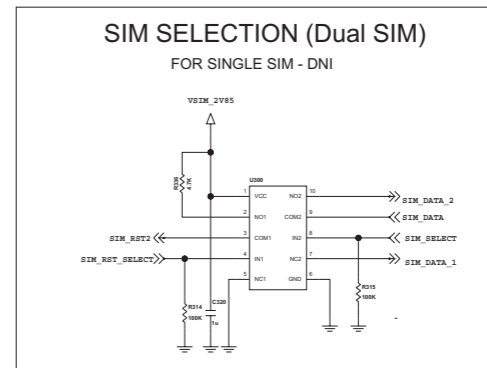 SIM SELECTION (Dual SIM)
FOR SINGLE SIM - DNI
VSIM_2V85
R336
4.7K
U300
1 VCC NO2 10
SIM_DATA_2
2 NO1 COM2 9
SIM_DATA
SIM_RST2
3 COM1 IN2 8
SIM_SELECT
SIM_RST_SELECT
4 IN1 NC2 7
SIM_DATA_1
5 NC1 GND 6
R314
100K
C320
1u
R315
100K